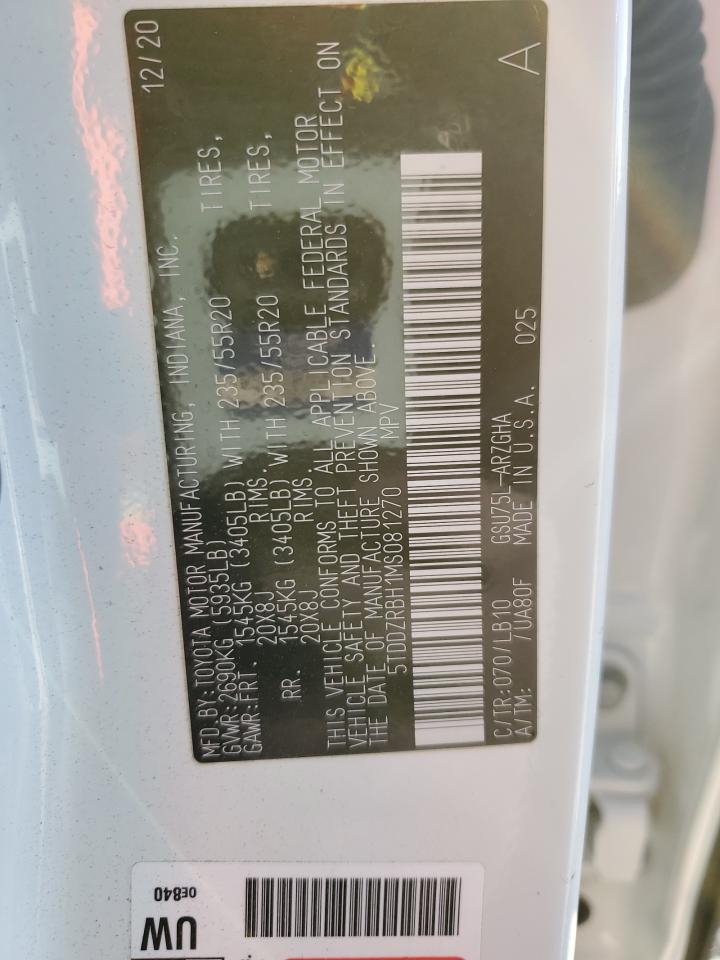 MFD. BY: TOYOTA MOTOR MANUFACTURING, INDIANA, INC. 12/20
GVWR: 2690KG (5935LB)
GAWR: FRT. 1545KG (3405LB) WITH 235/55R20 TIRES,
20X8J RIMS.
RR. 1545KG (3405LB) WITH 235/55R20 TIRES,
20X8J RIMS.
THIS VEHICLE CONFORMS TO ALL APPLICABLE FEDERAL MOTOR
VEHICLE SAFETY AND THEFT PREVENTION STANDARDS IN EFFECT ON
THE DATE OF MANUFACTURE SHOWN ABOVE.
5TDDZRBH1MS081270 MPV
C/TR: 070/LB10 GSU75L-ARZGHA
A/TM: /UA80F MADE IN U.S.A. 025 A
0E840
UW